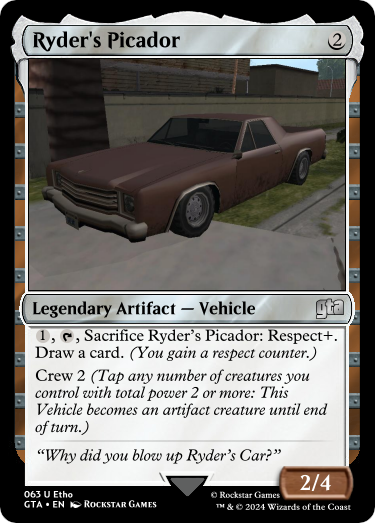 Ryder's Picador 2
gta
Legendary Artifact — Vehicle
1, T, Sacrifice Ryder's Picador: Respect+.
Draw a card. (You gain a respect counter.)
Crew 2 (Tap any number of creatures you
control with total power 2 or more: This
Vehicle becomes an artifact creature until end
of turn.)
“Why did you blow up Ryder's Car?”
2/4
063 U Etho
GTA • EN ROCKSTAR GAMES
© Rockstar Games
™ & © 2024 Wizards of the Coast